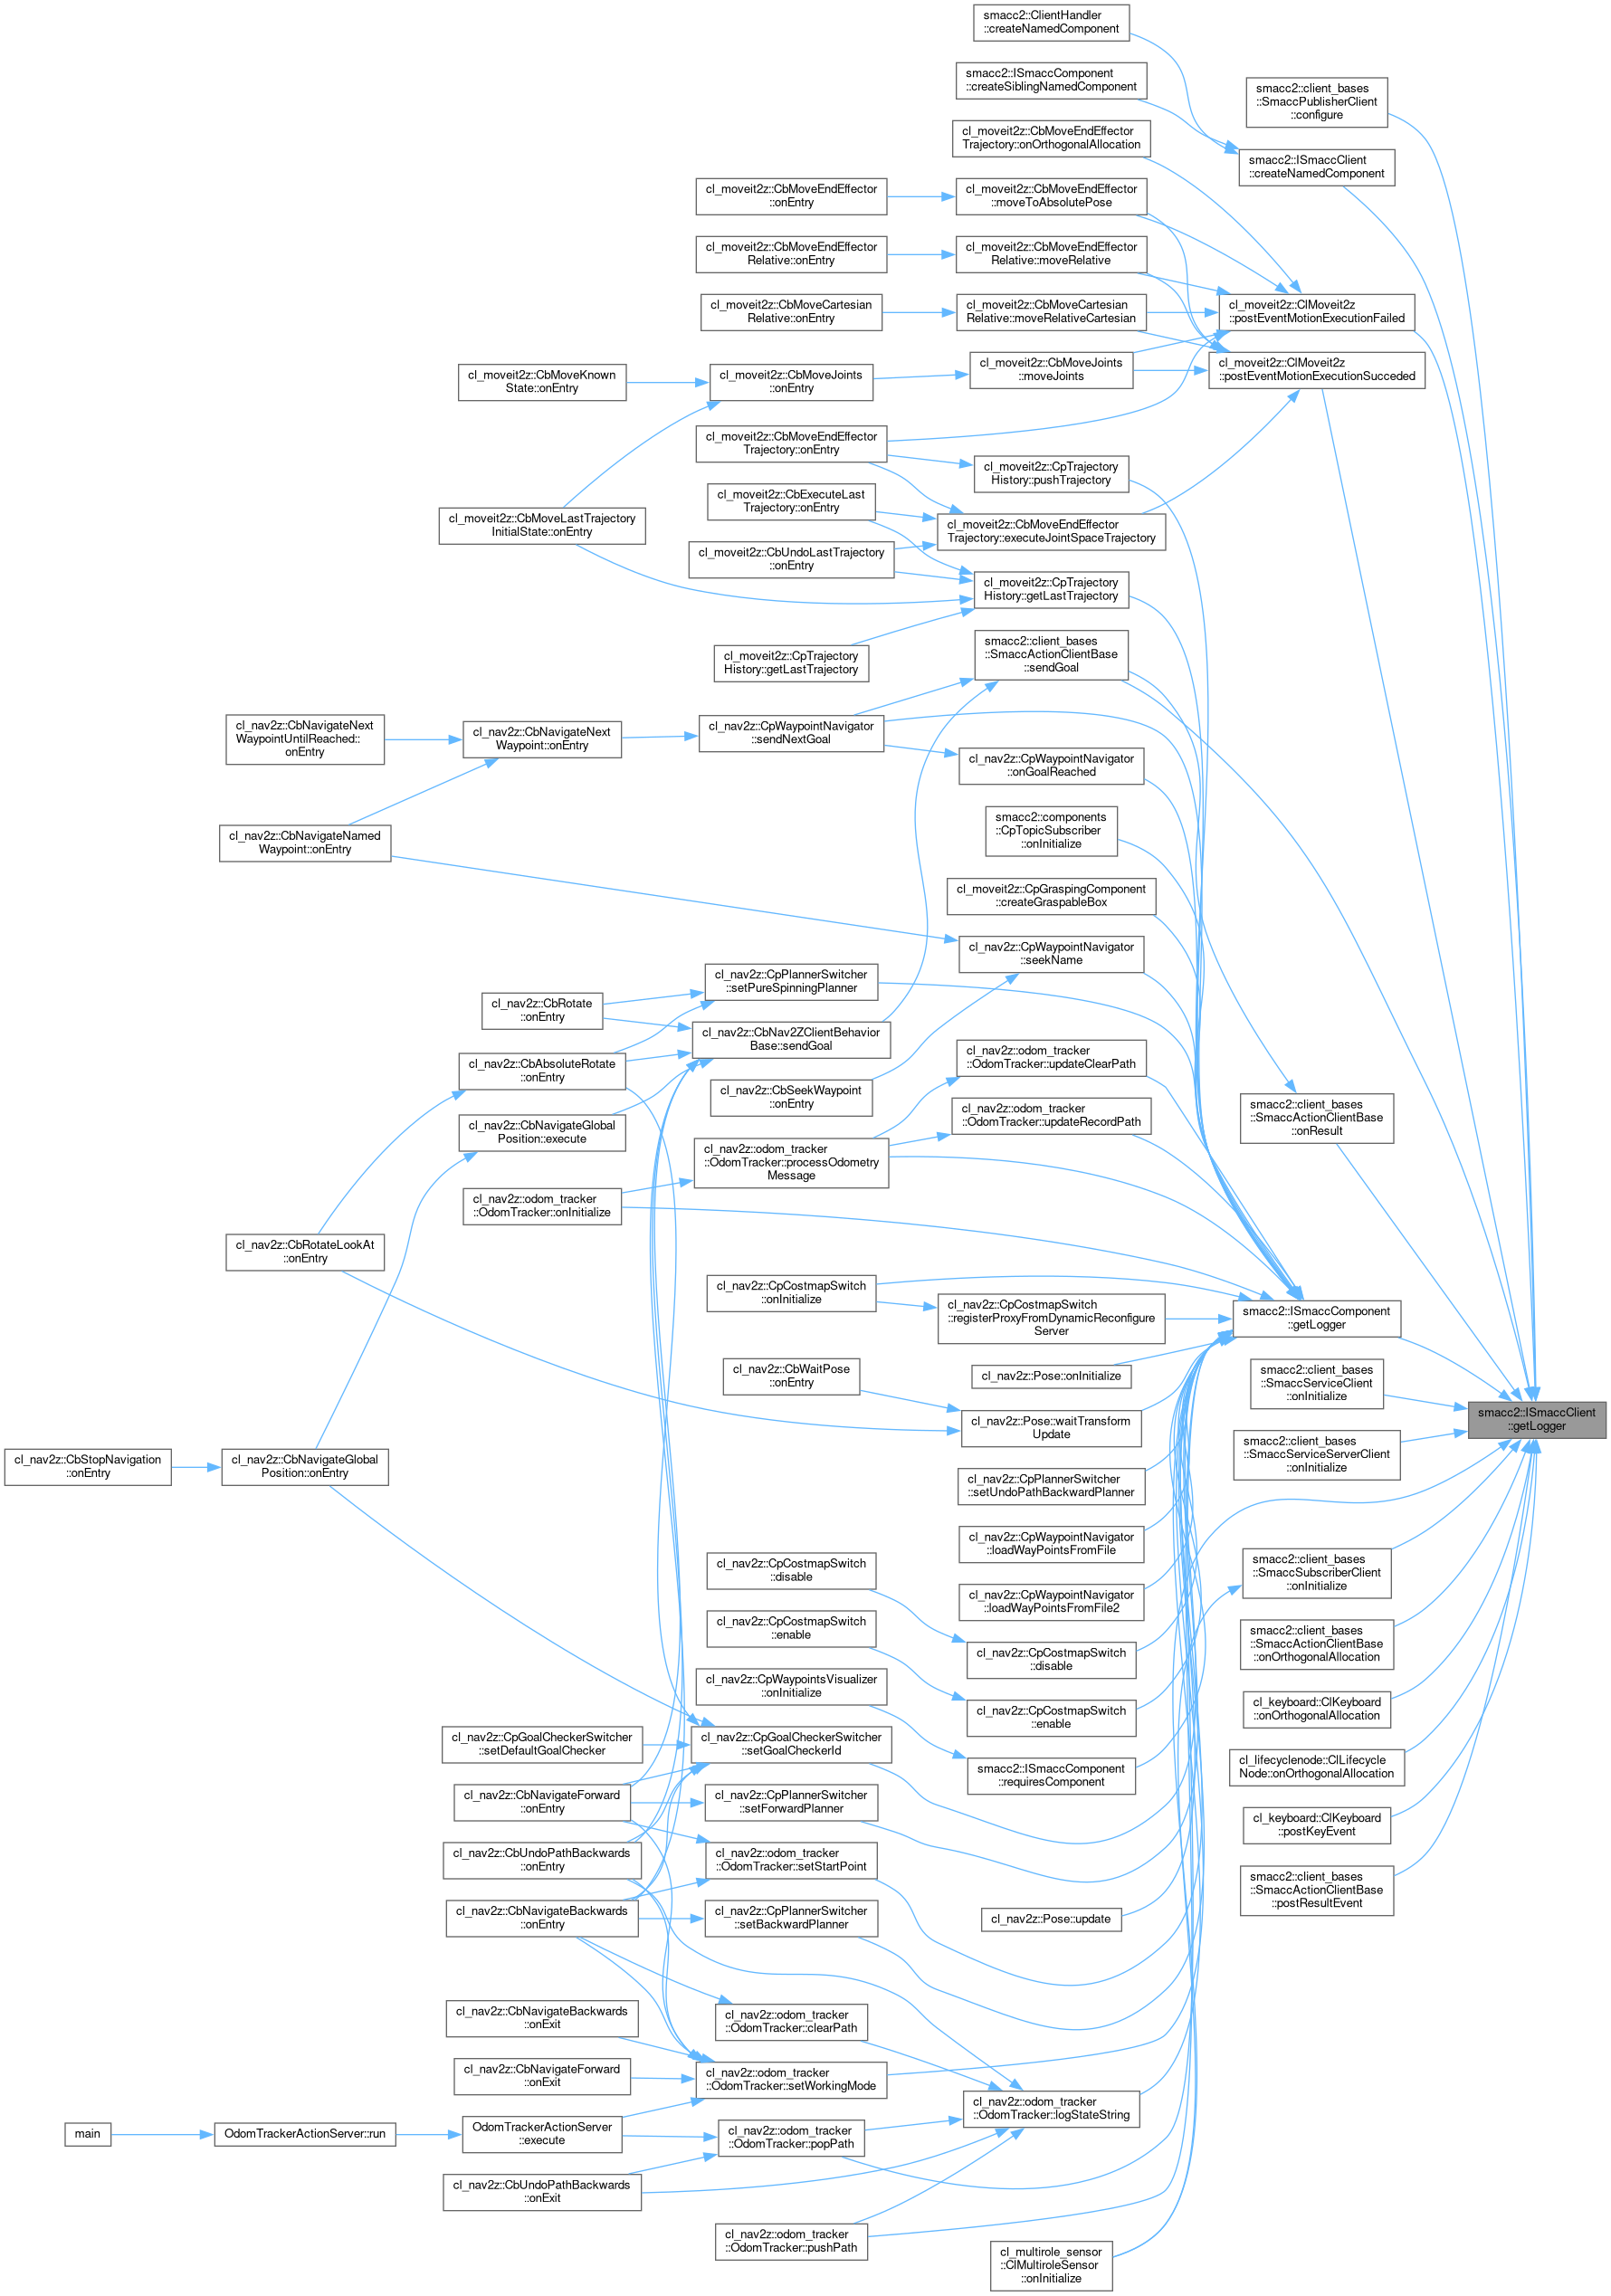 smacc2::ClientHandler
::createNamedComponent
smacc2::ISmaccComponent
::createSiblingNamedComponent
smacc2::client_bases
::SmaccPublisherClient
::configure
cl_moveit2z::CbMoveEndEffector
Trajectory::onOrthogonalAllocation
smacc2::ISmaccClient
::createNamedComponent
cl_moveit2z::CbMoveEndEffector
::onEntry
cl_moveit2z::CbMoveEndEffector
::moveToAbsolutePose
cl_moveit2z::CbMoveEndEffector
Relative::onEntry
cl_moveit2z::CbMoveEndEffector
Relative::moveRelative
cl_moveit2z::CbMoveCartesian
Relative::onEntry
cl_moveit2z::CbMoveCartesian
Relative::moveRelativeCartesian
cl_moveit2z::ClMoveit2z
::postEventMotionExecutionFailed
cl_moveit2z::CbMoveKnown
State::onEntry
cl_moveit2z::CbMoveJoints
::onEntry
cl_moveit2z::CbMoveJoints
::moveJoints
cl_moveit2z::ClMoveit2z
::postEventMotionExecutionSucceded
cl_moveit2z::CbMoveEndEffector
Trajectory::onEntry
cl_moveit2z::CpTrajectory
History::pushTrajectory
cl_moveit2z::CbExecuteLast
Trajectory::onEntry
cl_moveit2z::CbMoveLastTrajectory
InitialState::onEntry
cl_moveit2z::CbMoveEndEffector
Trajectory::executeJointSpaceTrajectory
cl_moveit2z::CbUndoLastTrajectory
::onEntry
cl_moveit2z::CpTrajectory
History::getLastTrajectory
cl_moveit2z::CpTrajectory
History::getLastTrajectory
smacc2::client_bases
::SmaccActionClientBase
::sendGoal
cl_nav2z::CbNavigateNext
WaypointUntilReached::
onEntry
cl_nav2z::CbNavigateNext
Waypoint::onEntry
cl_nav2z::CpWaypointNavigator
::sendNextGoal
cl_nav2z::CpWaypointNavigator
::onGoalReached
cl_nav2z::CbNavigateNamed
Waypoint::onEntry
smacc2::components
::CpTopicSubscriber
::onInitialize
cl_moveit2z::CpGraspingComponent
::createGraspableBox
cl_nav2z::CpWaypointNavigator
::seekName
cl_nav2z::CpPlannerSwitcher
::setPureSpinningPlanner
cl_nav2z::CbRotate
::onEntry
cl_nav2z::CbNav2ZClientBehavior
Base::sendGoal
cl_nav2z::CbAbsoluteRotate
::onEntry
cl_nav2z::odom_tracker
::OdomTracker::updateClearPath
cl_nav2z::CbSeekWaypoint
::onEntry
cl_nav2z::odom_tracker
::OdomTracker::updateRecordPath
smacc2::client_bases
::SmaccActionClientBase
::onResult
cl_nav2z::CbNavigateGlobal
Position::execute
cl_nav2z::odom_tracker
::OdomTracker::processOdometry
Message
cl_nav2z::odom_tracker
::OdomTracker::onInitialize
cl_nav2z::CbRotateLookAt
::onEntry
cl_nav2z::CpCostmapSwitch
::onInitialize
cl_nav2z::CpCostmapSwitch
::registerProxyFromDynamicReconfigure
Server
smacc2::ISmaccComponent
::getLogger
cl_nav2z::CbWaitPose
::onEntry
cl_nav2z::Pose::onInitialize
smacc2::client_bases
::SmaccServiceClient
::onInitialize
cl_nav2z::Pose::waitTransform
Update
smacc2::ISmaccClient
::getLogger
cl_nav2z::CbStopNavigation
::onEntry
cl_nav2z::CbNavigateGlobal
Position::onEntry
cl_nav2z::CpPlannerSwitcher
::setUndoPathBackwardPlanner
smacc2::client_bases
::SmaccServiceServerClient
::onInitialize
cl_nav2z::CpWaypointNavigator
::loadWayPointsFromFile
cl_nav2z::CpCostmapSwitch
::disable
cl_nav2z::CpWaypointNavigator
::loadWayPointsFromFile2
smacc2::client_bases
::SmaccSubscriberClient
::onInitialize
cl_nav2z::CpCostmapSwitch
::enable
cl_nav2z::CpCostmapSwitch
::disable
smacc2::client_bases
::SmaccActionClientBase
::onOrthogonalAllocation
cl_nav2z::CpWaypointsVisualizer
::onInitialize
cl_nav2z::CpCostmapSwitch
::enable
cl_keyboard::ClKeyboard
::onOrthogonalAllocation
cl_nav2z::CpGoalCheckerSwitcher
::setDefaultGoalChecker
cl_nav2z::CpGoalCheckerSwitcher
::setGoalCheckerId
smacc2::ISmaccComponent
::requiresComponent
cl_lifecyclenode::ClLifecycle
Node::onOrthogonalAllocation
cl_nav2z::CbNavigateForward
::onEntry
cl_nav2z::CpPlannerSwitcher
::setForwardPlanner
cl_keyboard::ClKeyboard
::postKeyEvent
cl_nav2z::CbUndoPathBackwards
::onEntry
cl_nav2z::odom_tracker
::OdomTracker::setStartPoint
smacc2::client_bases
::SmaccActionClientBase
::postResultEvent
cl_nav2z::CbNavigateBackwards
::onEntry
cl_nav2z::CpPlannerSwitcher
::setBackwardPlanner
cl_nav2z::Pose::update
cl_nav2z::CbNavigateBackwards
::onExit
cl_nav2z::odom_tracker
::OdomTracker::clearPath
cl_nav2z::CbNavigateForward
::onExit
cl_nav2z::odom_tracker
::OdomTracker::setWorkingMode
cl_nav2z::odom_tracker
::OdomTracker::logStateString
main
OdomTrackerActionServer::run
OdomTrackerActionServer
::execute
cl_nav2z::odom_tracker
::OdomTracker::popPath
cl_nav2z::CbUndoPathBackwards
::onExit
cl_nav2z::odom_tracker
::OdomTracker::pushPath
cl_multirole_sensor
::ClMultiroleSensor
::onInitialize